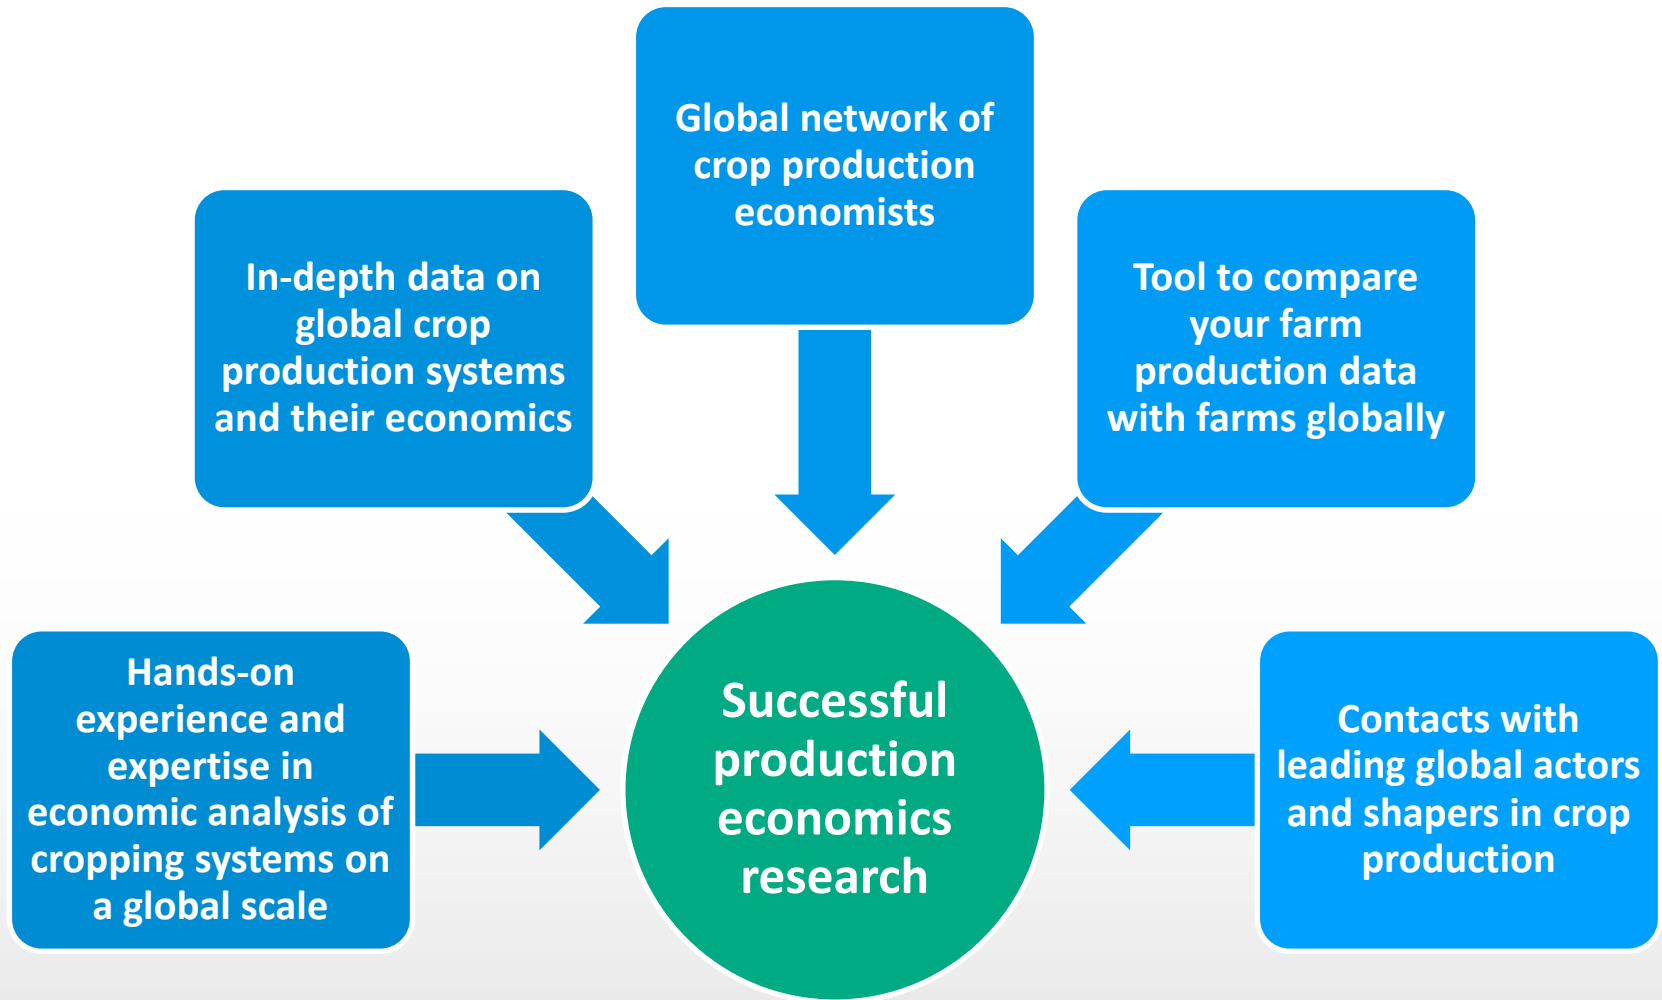 Global network of
crop production
economists
In-depth data on
global crop
production systems
and their economics
Tool to compare
your farm
production data
with farms globally
Hands-on
experience and
expertise in
economic analysis of
cropping systems on
a global scale
Successful
production
economics
research
Contacts with
leading global actors
and shapers in crop
production